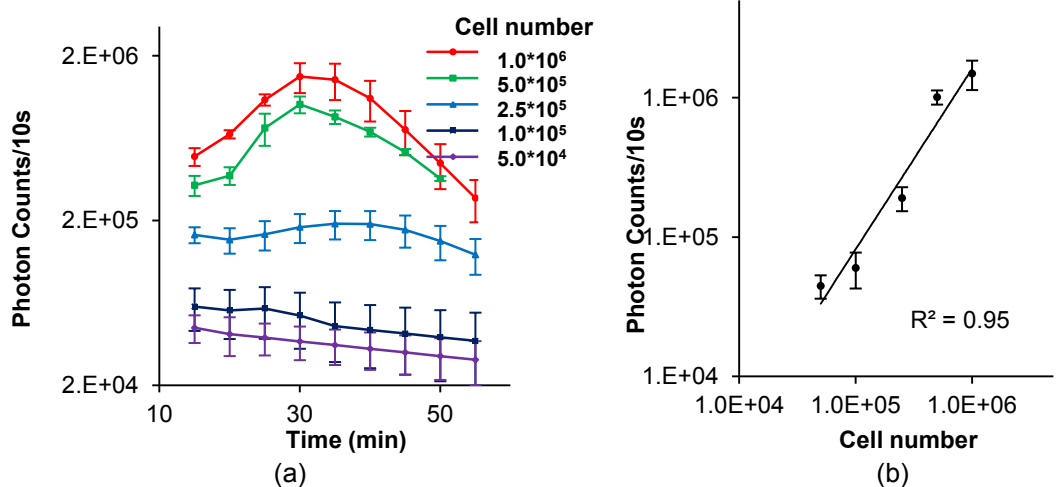 Cell number
1.0*10⁶
5.0*10⁵
2.5*10⁵
1.0*10⁵
5.0*10⁴
Photon Counts/10s
2.E+06
2.E+05
2.E+04
10 30 50
Time (min)
(a)
Photon Counts/10s
1.E+06
1.E+05
1.E+04
R² = 0.95
1.0E+04 1.0E+05 1.0E+06
Cell number
(b)